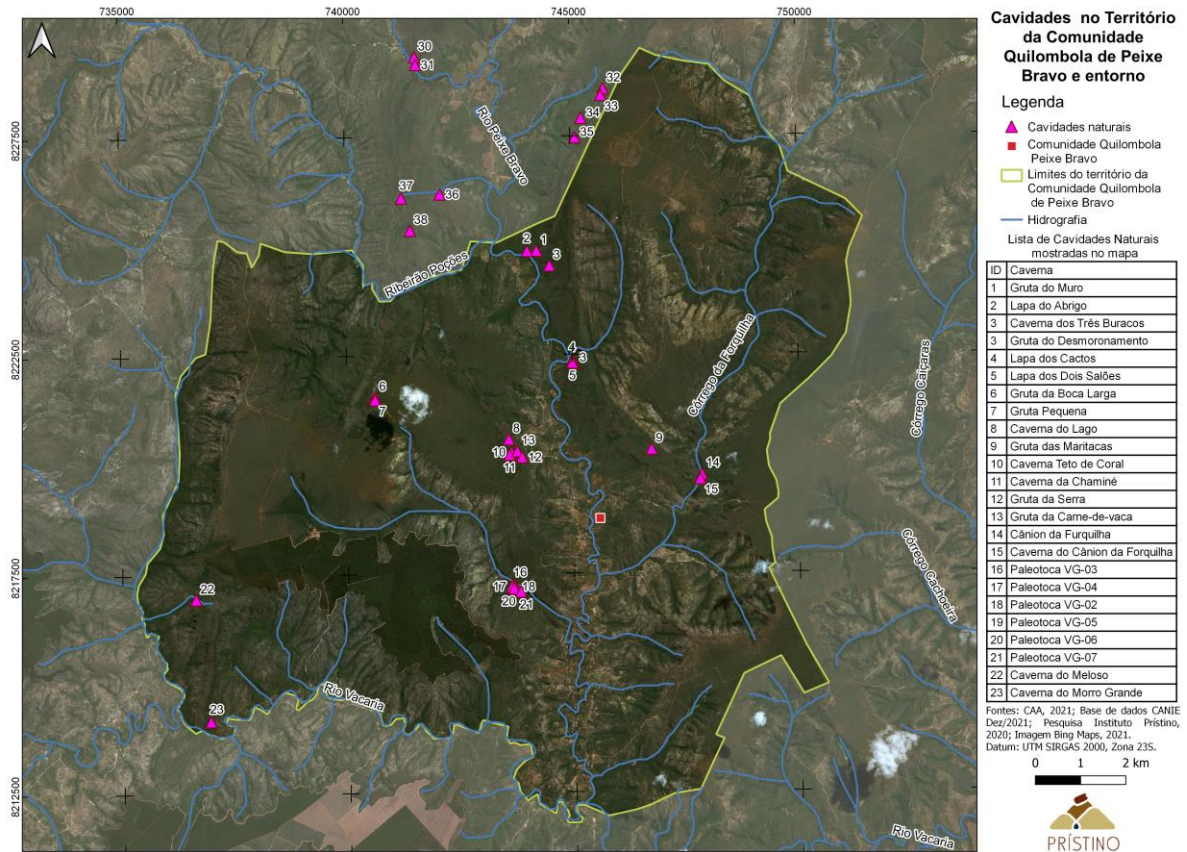 735000
740000
745000
750000
8227500
8222500
8217500
8212500
30
31
32
33
34
35
Rio Peixe Bravo
37
36
38
2
1
3
Ribeirão Poções
4
3
5
Córrego da Forquilha
Córrego Caiçaras
6
7
8
13
10
11
12
9
14
15
Córrego Cachoeira
16
17
18
20
21
22
23
Rio Vacaria
Rio Vacaria
Cavidades no Território
da Comunidade
Quilombola de Peixe
Bravo e entorno
Legenda
Cavidades naturais
Comunidade Quilombola
Peixe Bravo
Limites do território da
Comunidade Quilombola
de Peixe Bravo
Hidrografia
Lista de Cavidades Naturais
mostradas no mapa
ID Caverna
1 Gruta do Muro
2 Lapa do Abrigo
3 Caverna dos Três Buracos
3 Gruta do Desmoronamento
4 Lapa dos Cactos
5 Lapa dos Dois Salões
6 Gruta da Boca Larga
7 Gruta Pequena
8 Caverna do Lago
9 Gruta das Maritacas
10 Caverna Teto de Coral
11 Caverna da Chaminé
12 Gruta da Serra
13 Gruta da Carne-de-vaca
14 Cânion da Furquilha
15 Caverna do Cânion da Forquilha
16 Paleotoca VG-03
17 Paleotoca VG-04
18 Paleotoca VG-02
19 Paleotoca VG-05
20 Paleotoca VG-06
21 Paleotoca VG-07
22 Caverna do Meloso
23 Caverna do Morro Grande
Fontes: CAA, 2021; Base de dados CANIE
Dez/2021; Pesquisa Instituto Prístino,
2020; Imagem Bing Maps, 2021.
Datum: UTM SIRGAS 2000, Zona 23S.
0 1 2 km
PRÍSTINO